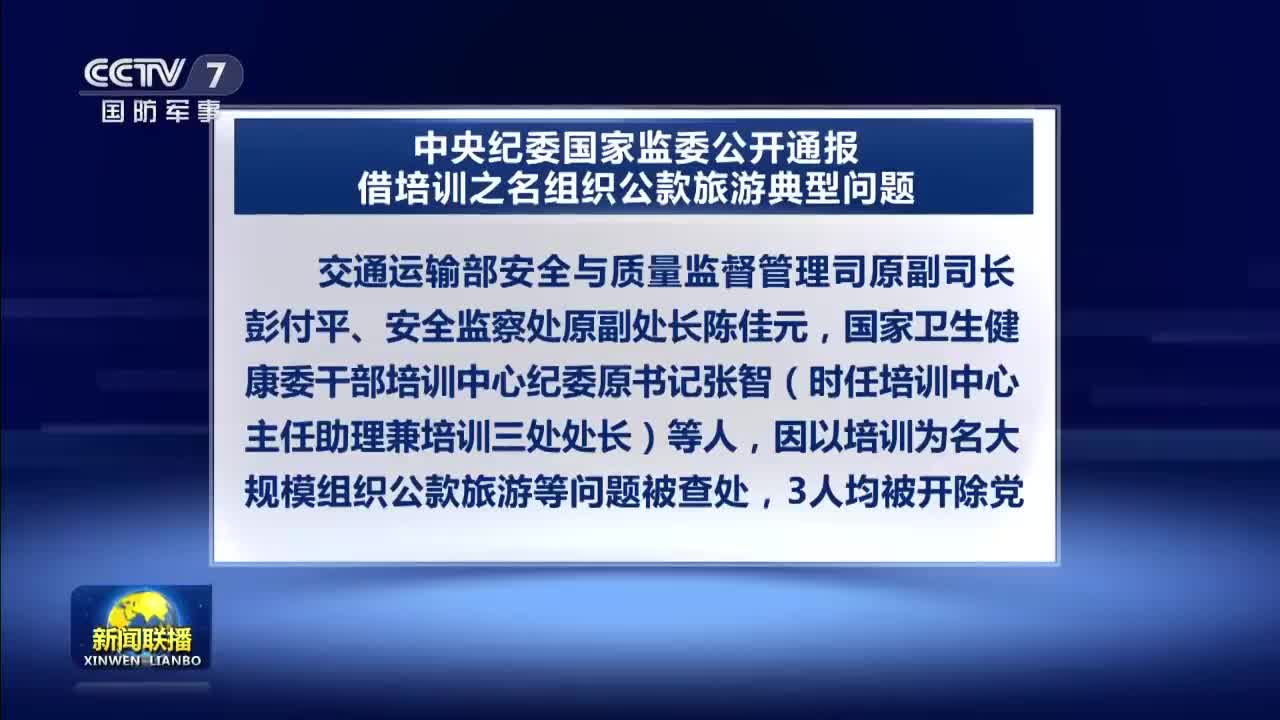 CCTV 7
国防军事
中央纪委国家监委公开通报
借培训之名组织公款旅游典型问题
交通运输部安全与质量监督管理司原副司长
彭付平、安全监察处原副处长陈佳元，国家卫生健
康委干部培训中心纪委原书记张智（时任培训中心
主任助理兼培训三处处长）等人，因以培训为名大
规模组织公款旅游等问题被查处，3人均被开除党
新闻联播
XINWEN LIANBO